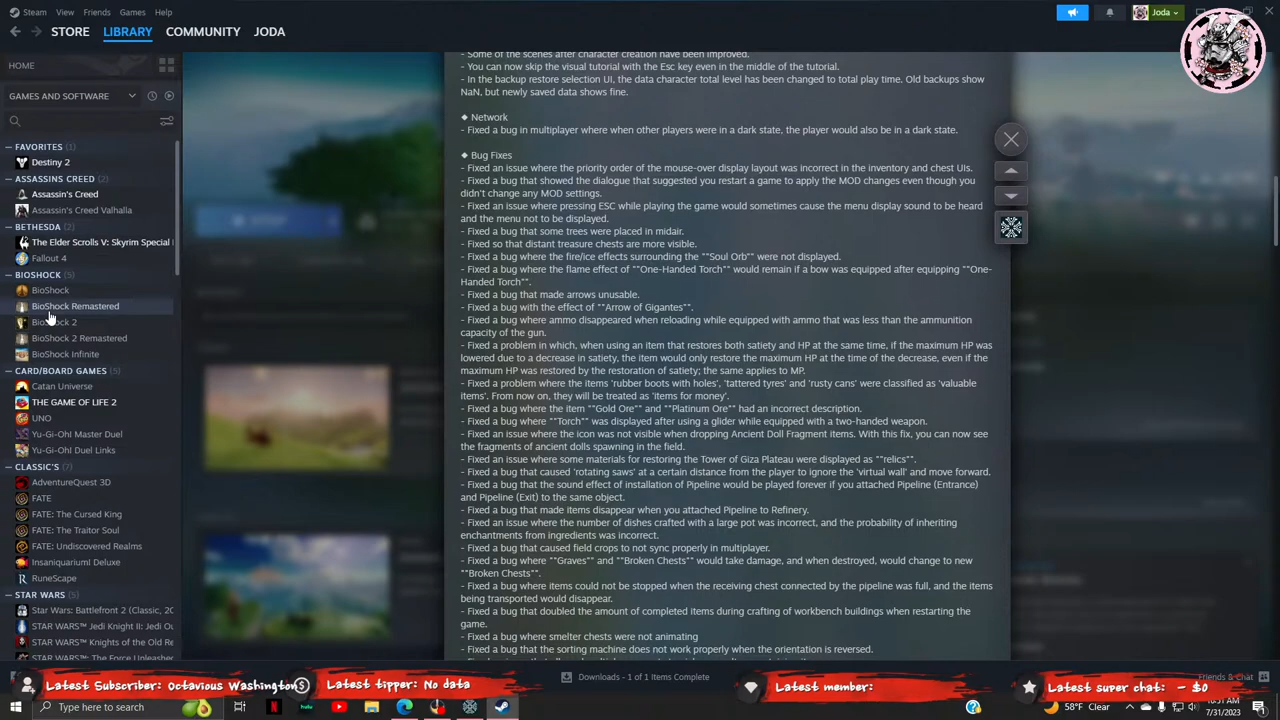 Steam View Friends Games Help
Joda
STORE LIBRARY COMMUNITY JODA
HOME
GAMES AND SOFTWARE
FAVORITES (1)
Destiny 2
ASSASSINS CREED (2)
Assassin's Creed
Assassin's Creed Valhalla
BETHESDA (2)
The Elder Scrolls V: Skyrim Special
Fallout 4
BIOSHOCK (5)
BioShock
BioShock Remastered
BioShock 2
BioShock 2 Remastered
BioShock Infinite
CARD/BOARD GAMES (5)
Catan Universe
THE GAME OF LIFE 2
UNO
Yu-Gi-Oh! Master Duel
Yu-Gi-Oh! Duel Links
CLASSIC'S (7)
AdventureQuest 3D
FATE
FATE: The Cursed King
FATE: The Traitor Soul
FATE: Undiscovered Realms
Insaniquarium! Deluxe
RuneScape
STAR WARS (5)
Star Wars: Battlefront 2 (Classic, 20
STAR WARS™ Jedi Knight II: Jedi Ou
STAR WARS™ Knights of the Old Re
STAR WARS™: The Force Unleashed
- Some of the scenes after character creation have been improved.
- You can now skip the visual tutorial with the Esc key even in the middle of the tutorial.
- In the backup restore selection UI, the data character total level has been changed to total play time. Old backups show
NaN, but newly saved data shows fine.
◆ Network
- Fixed a bug in multiplayer where when other players were in a dark state, the player would also be in a dark state.
◆ Bug Fixes
- Fixed an issue where the priority order of the mouse-over display layout was incorrect in the inventory and chest UIs.
- Fixed a bug that showed the dialogue that suggested you restart a game to apply the MOD changes even though you
didn't change any MOD settings.
- Fixed an issue where pressing ESC while playing the game would sometimes cause the menu display sound to be heard
and the menu not to be displayed.
- Fixed a bug that some trees were placed in midair.
- Fixed so that distant treasure chests are more visible.
- Fixed a bug where the fire/ice effects surrounding the ""Soul Orb"" were not displayed.
- Fixed a bug where the flame effect of ""One-Handed Torch"" would remain if a bow was equipped after equipping ""One-
Handed Torch"".
- Fixed a bug that made arrows unusable.
- Fixed a bug with the effect of ""Arrow of Gigantes"".
- Fixed a bug where ammo disappeared when reloading while equipped with ammo that was less than the ammunition
capacity of the gun.
- Fixed a problem in which, when using an item that restores both satiety and HP at the same time, if the maximum HP was
lowered due to a decrease in satiety, the item would only restore the maximum HP at the time of the decrease, even if the
maximum HP was restored by the restoration of satiety; the same applies to MP.
- Fixed a problem where the items 'rubber boots with holes', 'tattered tyres' and 'rusty cans' were classified as 'valuable
items'. From now on, they will be treated as 'items for money'.
- Fixed a bug where the item ""Gold Ore"" and ""Platinum Ore"" had an incorrect description.
- Fixed a bug where ""Torch"" was displayed after using a glider while equipped with a two-handed weapon.
- Fixed an issue where the icon was not visible when dropping Ancient Doll Fragment items. With this fix, you can now see
the fragments of ancient dolls spawning in the field.
- Fixed an issue where some materials for restoring the Tower of Giza Plateau were displayed as ""relics"".
- Fixed a bug that caused 'rotating saws' at a certain distance from the player to ignore the 'virtual wall' and move forward.
- Fixed a bug that the sound effect of installation of Pipeline would be played forever if you attached Pipeline (Entrance)
and Pipeline (Exit) to the same object.
- Fixed a bug that made items disappear when you attached Pipeline to Refinery.
- Fixed an issue where the number of dishes crafted with a large pot was incorrect, and the probability of inheriting
enchantments from ingredients was incorrect.
- Fixed a bug that caused field crops to not sync properly in multiplayer.
- Fixed a bug where ""Graves"" and ""Broken Chests"" would take damage, and when destroyed, would change to new
""Broken Chests"".
- Fixed a bug where items could not be stopped when the receiving chest connected by the pipeline was full, and the items
being transported would disappear.
- Fixed a bug that doubled the amount of completed items during crafting of workbench buildings when restarting the
game.
- Fixed a bug where smelter chests were not animating
- Fixed a bug that the sorting machine does not work properly when the orientation is reversed.
Downloads - 1 of 1 Items Complete
Friends & Chat
Latest Subscriber: Octavious Washington
Latest tipper: No data
Latest member:
Latest super chat: - $0
Type here to search
hulu
58°F Clear
10:31 AM
7/31/2023